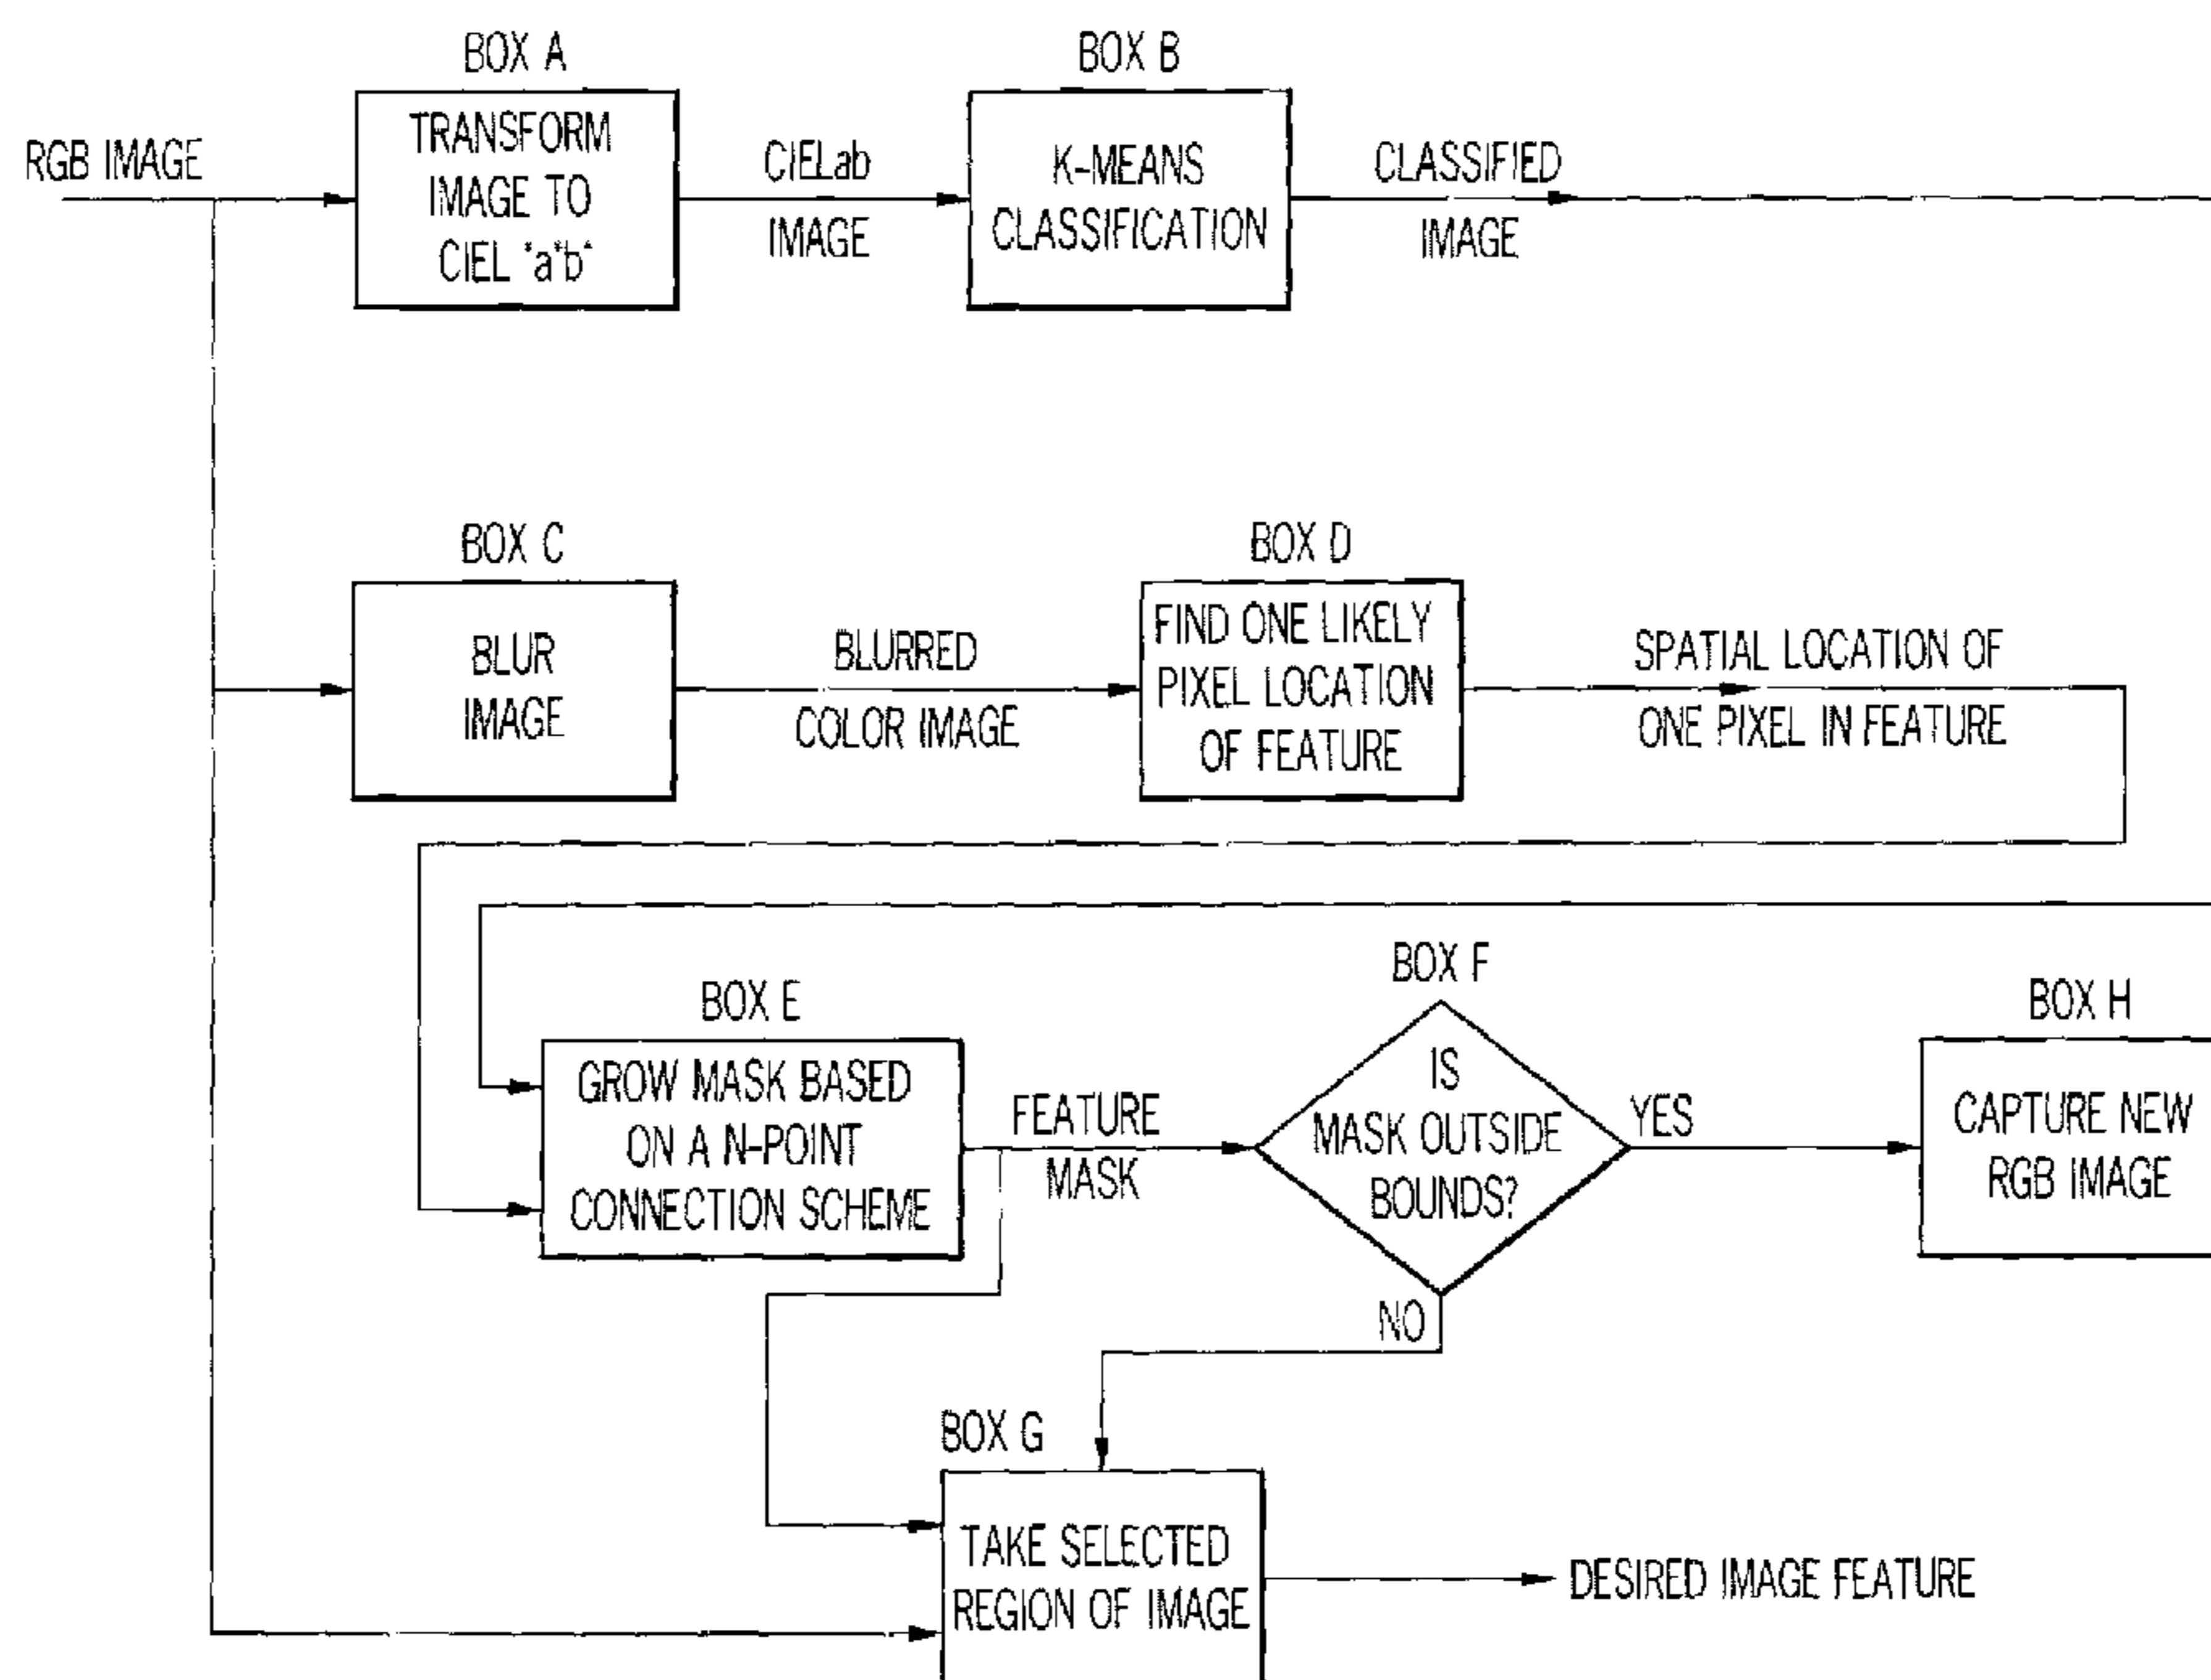 BOX A
BOX B
RGB IMAGE
TRANSFORM
IMAGE TO
CIEL *a*b*
CIELab
IMAGE
K-MEANS
CLASSIFICATION
CLASSIFIED
IMAGE
BOX C
BOX D
BLUR
IMAGE
BLURRED
COLOR IMAGE
FIND ONE LIKELY
PIXEL LOCATION
OF FEATURE
SPATIAL LOCATION OF
ONE PIXEL IN FEATURE
BOX E
BOX F
BOX H
GROW MASK BASED
ON A N-POINT
CONNECTION SCHEME
FEATURE
MASK
IS
MASK OUTSIDE
BOUNDS?
YES
CAPTURE NEW
RGB IMAGE
NO
BOX G
TAKE SELECTED
REGION OF IMAGE
DESIRED IMAGE FEATURE